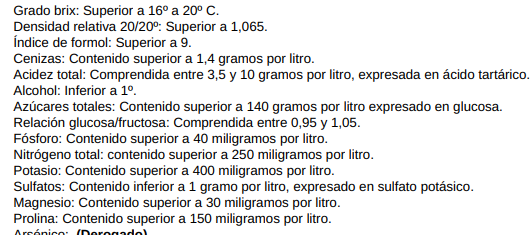 Grado brix: Superior a 16º a 20º C.
Densidad relativa 20/20º: Superior a 1,065.
Índice de formol: Superior a 9.
Cenizas: Contenido superior a 1,4 gramos por litro.
Acidez total: Comprendida entre 3,5 y 10 gramos por litro, expresada en ácido tartárico.
Alcohol: Inferior a 1º.
Azúcares totales: Contenido superior a 140 gramos por litro expresado en glucosa.
Relación glucosa/fructosa: Comprendida entre 0,95 y 1,05.
Fósforo: Contenido superior a 40 miligramos por litro.
Nitrógeno total: contenido superior a 250 miligramos por litro.
Potasio: Contenido superior a 400 miligramos por litro.
Sulfatos: Contenido inferior a 1 gramo por litro, expresado en sulfato potásico.
Magnesio: Contenido superior a 30 miligramos por litro.
Prolina: Contenido superior a 150 miligramos por litro.
Arsénico: (Derogado)